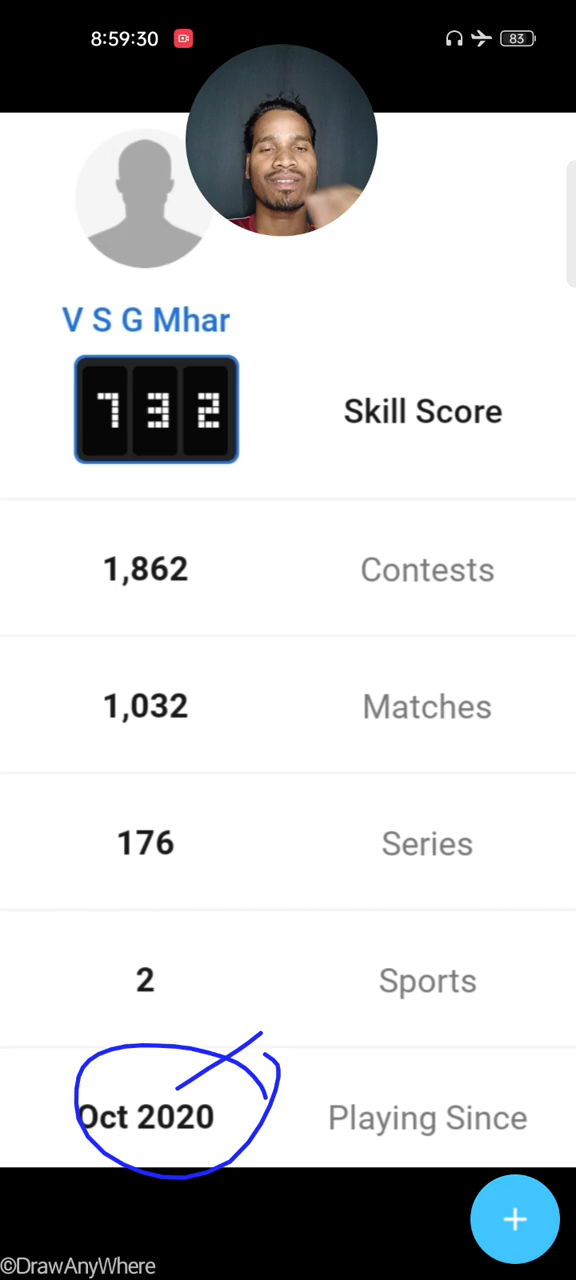 8:59:30
83
V S G Mhar
732 Skill Score
1,862 Contests
1,032 Matches
176 Series
2 Sports
Oct 2020 Playing Since
+
©DrawAnyWhere